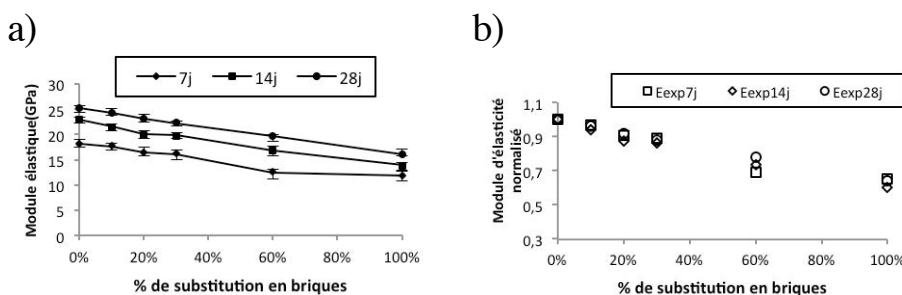 a)
7j 14j 28j
Module élastique(GPa)
30
25
20
15
10
5
0
0% 20% 40% 60% 80% 100%
% de substitution en briques
b)
Eexp7j Eexp14j Eexp28j
Module d'élasticité
normalisé
1,1
0,9
0,7
0,5
0,3
0% 20% 40% 60% 80% 100%
% de substitution en briques